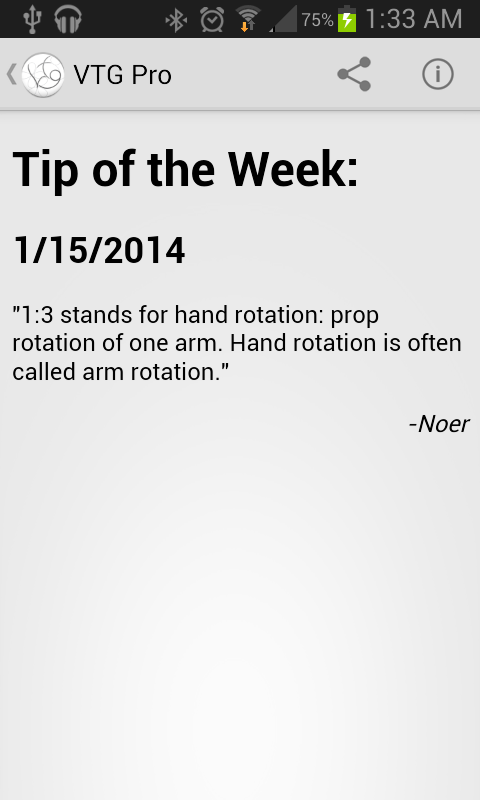 75% 1:33 AM
VTG Pro
Tip of the Week:
1/15/2014
"1:3 stands for hand rotation: prop
rotation of one arm. Hand rotation is often
called arm rotation."
-Noer